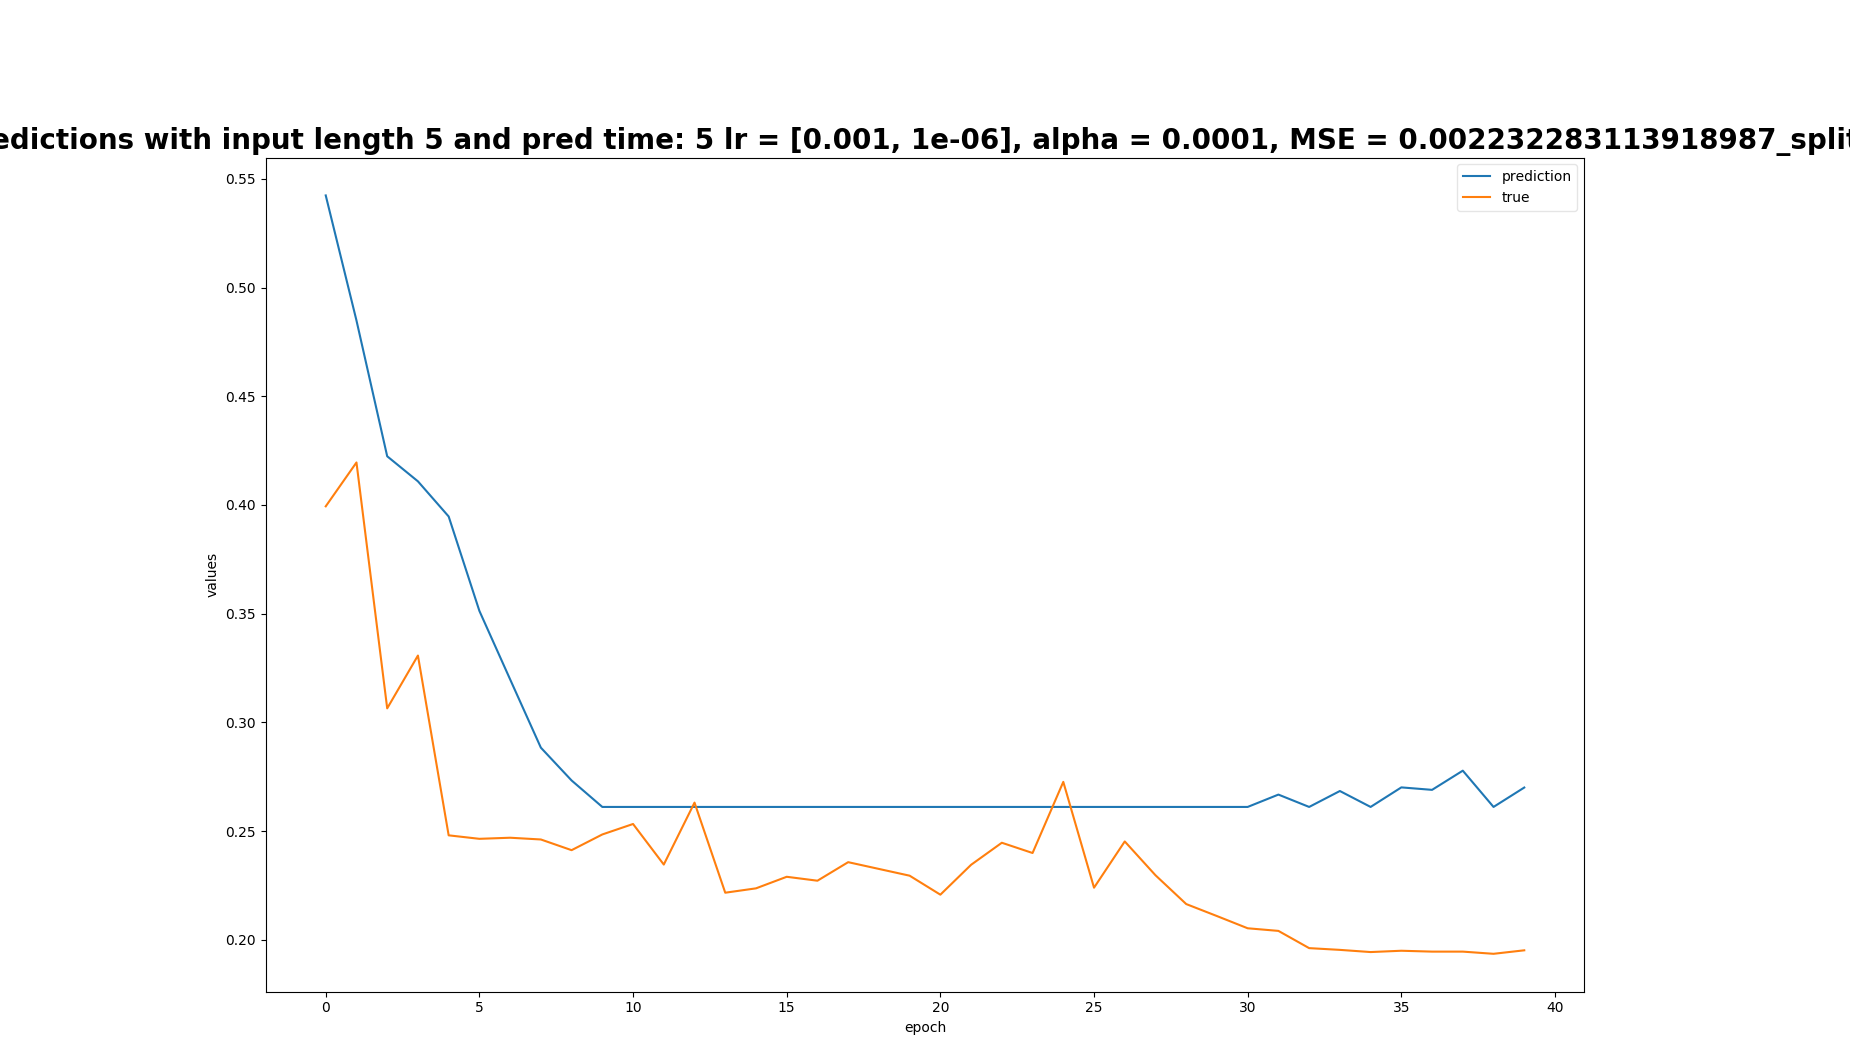 edictions with input length 5 and pred time: 5 lr = [0.001, 1e-06], alpha = 0.0001, MSE = 0.002232283113918987_split
prediction
true
0.55
0.50
0.45
0.40
0.35
0.30
0.25
0.20
values
0 5 10 15 20 25 30 35 40
epoch